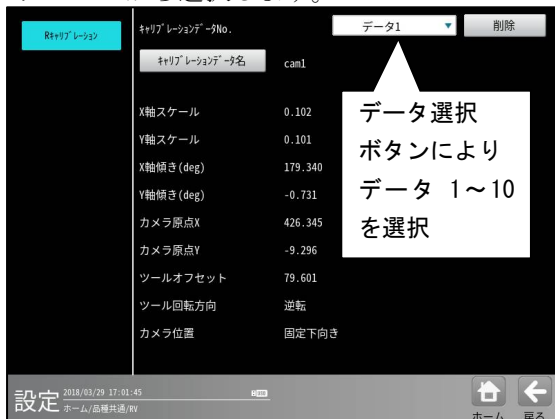 Rｷｬﾘﾌﾞﾚｰｼｮﾝ
ｷｬﾘﾌﾞﾚｰｼｮﾝﾃﾞｰﾀNo.
データ1
削除
ｷｬﾘﾌﾞﾚｰｼｮﾝﾃﾞｰﾀ名
cam1
X軸スケール 0.102
Y軸スケール 0.101
X軸傾き(deg) 179.340
Y軸傾き(deg) -0.731
カメラ原点X 426.345
カメラ原点Y -9.296
ツールオフセット 79.601
ツール回転方向 逆転
カメラ位置 固定下向き
データ選択
ボタンにより
データ 1～10
を選択
設定
2018/03/29 17:01:45
ホーム/品種共通/RV
ホーム
戻る